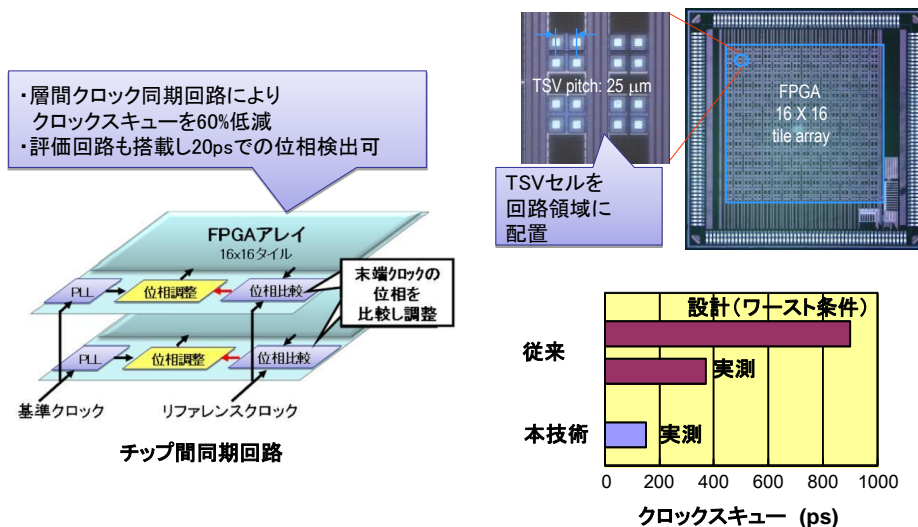 ・層間クロック同期回路により
クロックスキューを60%低減
・評価回路も搭載し20psでの位相検出可
FPGAアレイ
16x16タイル
PLL
位相調整
位相比較
末端クロックの
位相を
比較し調整
PLL
位相調整
位相比較
基準クロック
リファレンスクロック
チップ間同期回路
TSV pitch: 25 μm
TSVセルを
回路領域に
配置
FPGA
16 X 16
tile array
設計(ワースト条件)
従来
実測
本技術
実測
0 200 400 600 800 1000
クロックスキュー (ps)